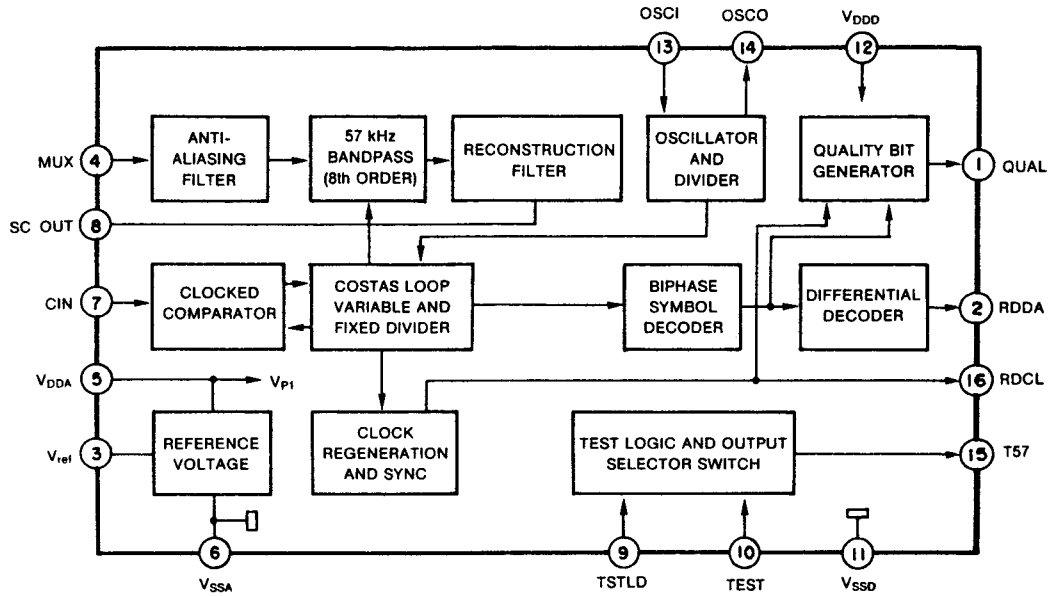 OSCI
OSCO
VDDD
13
14
12
ANTI-
ALIASING
FILTER
57 kHz
BANDPASS
(8th ORDER)
RECONSTRUCTION
FILTER
OSCILLATOR
AND
DIVIDER
QUALITY BIT
GENERATOR
MUX
4
1
QUAL
SC OUT
8
CIN
7
CLOCKED
COMPARATOR
COSTAS LOOP
VARIABLE AND
FIXED DIVIDER
BIPHASE
SYMBOL
DECODER
DIFFERENTIAL
DECODER
2
RDDA
VDDA
5
VP1
16
RDCL
Vref
3
REFERENCE
VOLTAGE
CLOCK
REGENERATION
AND SYNC
TEST LOGIC AND OUTPUT
SELECTOR SWITCH
15
T57
6
9
10
11
VSSA
TSTLD
TEST
VSSD